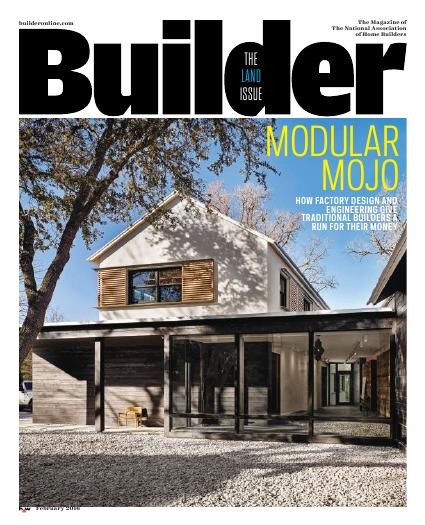 builderonline.com
The Magazine of
The National Association
of Home Builders
Builder
THE
LAND
ISSUE
MODULAR
MOJO
HOW FACTORY DESIGN AND
ENGINEERING GIVE
TRADITIONAL BUILDERS A
RUN FOR THEIR MONEY
February 2016